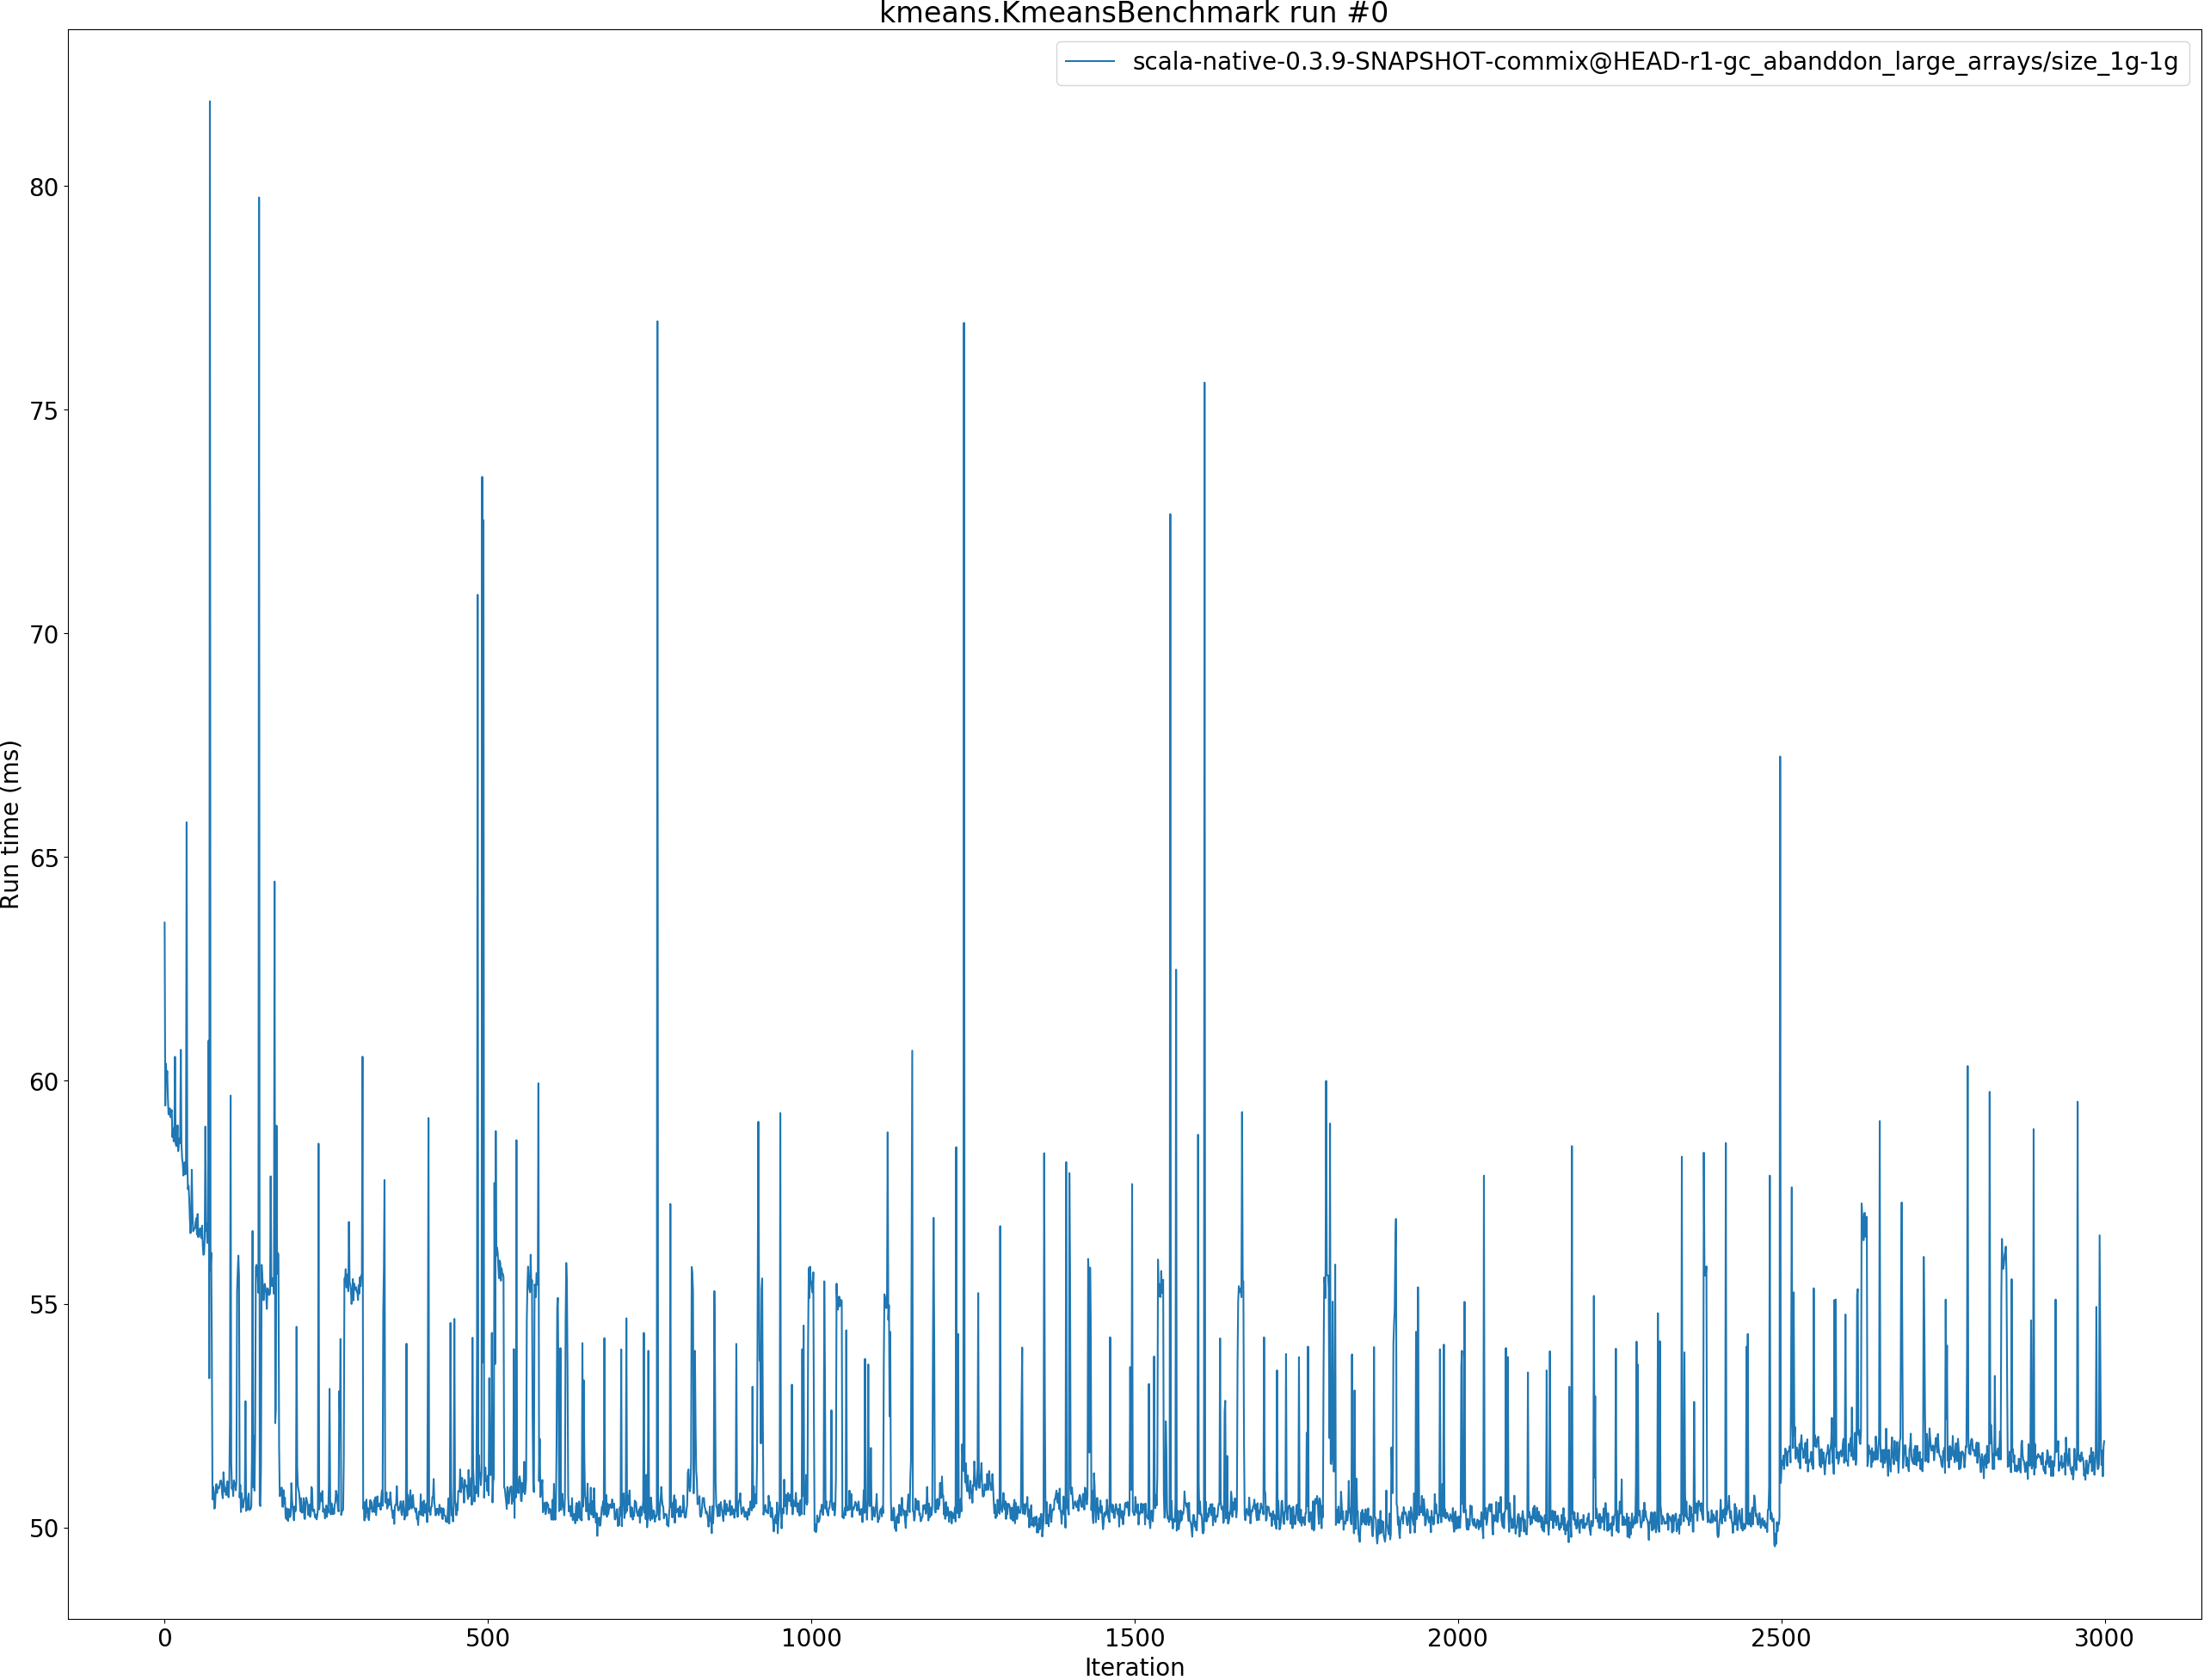 kmeans.KmeansBenchmark run #0
scala-native-0.3.9-SNAPSHOT-commix@HEAD-r1-gc_abanddon_large_arrays/size_1g-1g
80
75
70
65
60
55
50
Run time (ms)
0 500 1000 1500 2000 2500 3000
Iteration